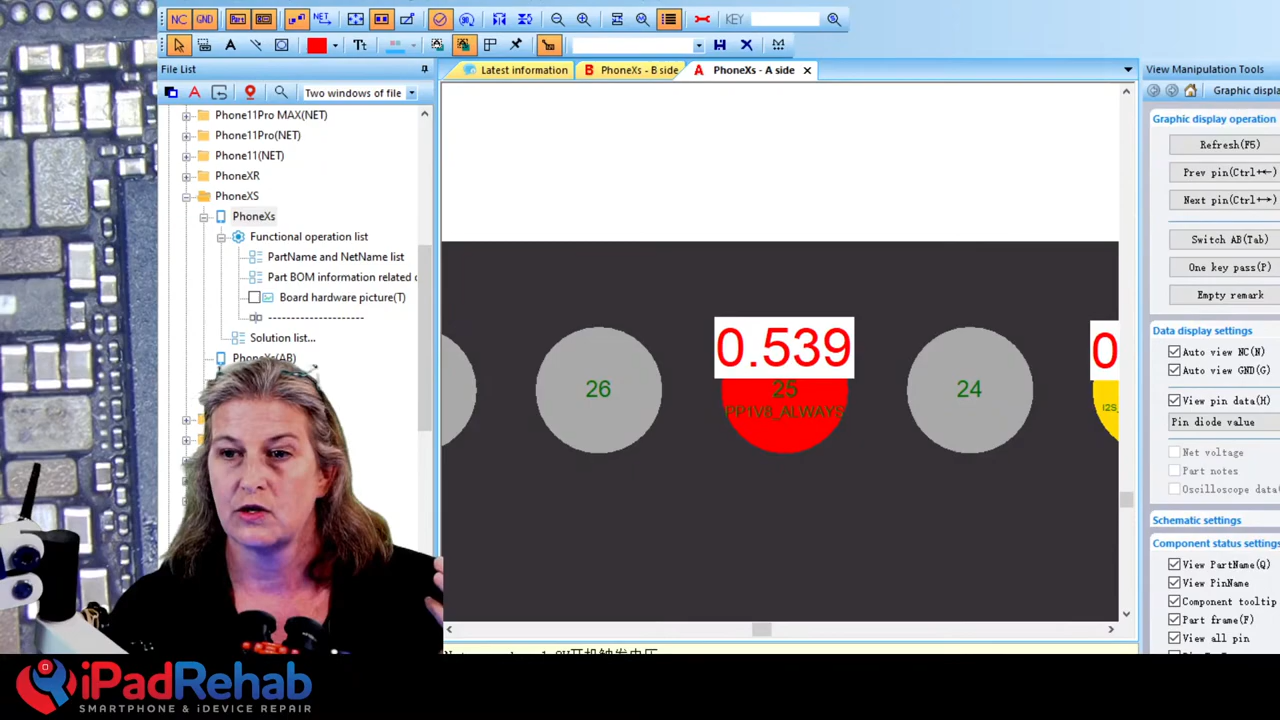 NC GND NET KEY
Tt
File List
Latest information B PhoneXs - B side A PhoneXs - A side
View Manipulation Tools
A Two windows of file
Graphic displa
Phone11Pro MAX(NET)
Phone11Pro(NET)
Phone11(NET)
PhoneXR
PhoneXS
PhoneXs
Functional operation list
PartName and NetName list
Part BOM information related c
Board hardware picture(T)
--------------------
Solution list...
PhoneXs(AB)
26
0.539
25
PP1V8_ALWAYS
24
0
I2S_
Graphic display operation
Refresh(F5)
Prev pin(Ctrl+←)
Next pin(Ctrl+→)
Switch AB(Tab)
One key pass(P)
Empty remark
Data display settings
Auto view NC(N)
Auto view GND(G)
View pin data(H)
Pin diode value
Net voltage
Part notes
Oscilloscope data(
Schematic settings
Component status settings
View PartName(Q)
View PinName
Component tooltip
Part frame(F)
View all pin
iPadRehab
SMARTPHONE & iDEVICE REPAIR